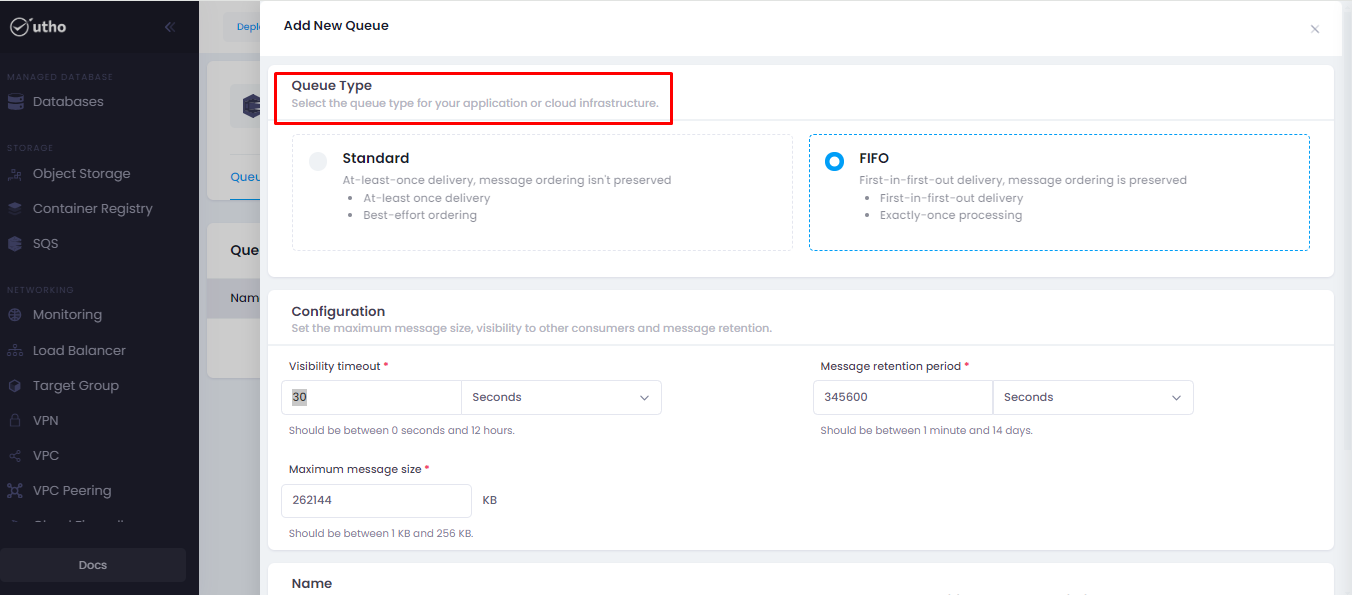 utho
MANAGED DATABASE
Databases
STORAGE
Object Storage
Container Registry
SQS
NETWORKING
Monitoring
Load Balancer
Target Group
VPN
VPC
VPC Peering
Docs
Depl
Queu
Que
Nam
Add New Queue
Queue Type
Select the queue type for your application or cloud infrastructure.
Standard
At-least-once delivery, message ordering isn't preserved
• At-least once delivery
• Best-effort ordering
FIFO
First-in-first-out delivery, message ordering is preserved
• First-in-first-out delivery
• Exactly-once processing
Configuration
Set the maximum message size, visibility to other consumers and message retention.
Visibility timeout *
30 Seconds
Should be between 0 seconds and 12 hours.
Message retention period *
345600 Seconds
Should be between 1 minute and 14 days.
Maximum message size *
262144 KB
Should be between 1 KB and 256 KB.
Name